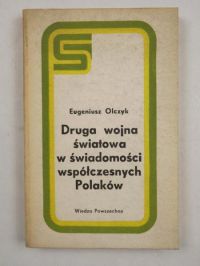 Eugeniusz Olczyk
Druga wojna
światowa
w świadomości
współczesnych
Polaków
Wiedza Powszechna